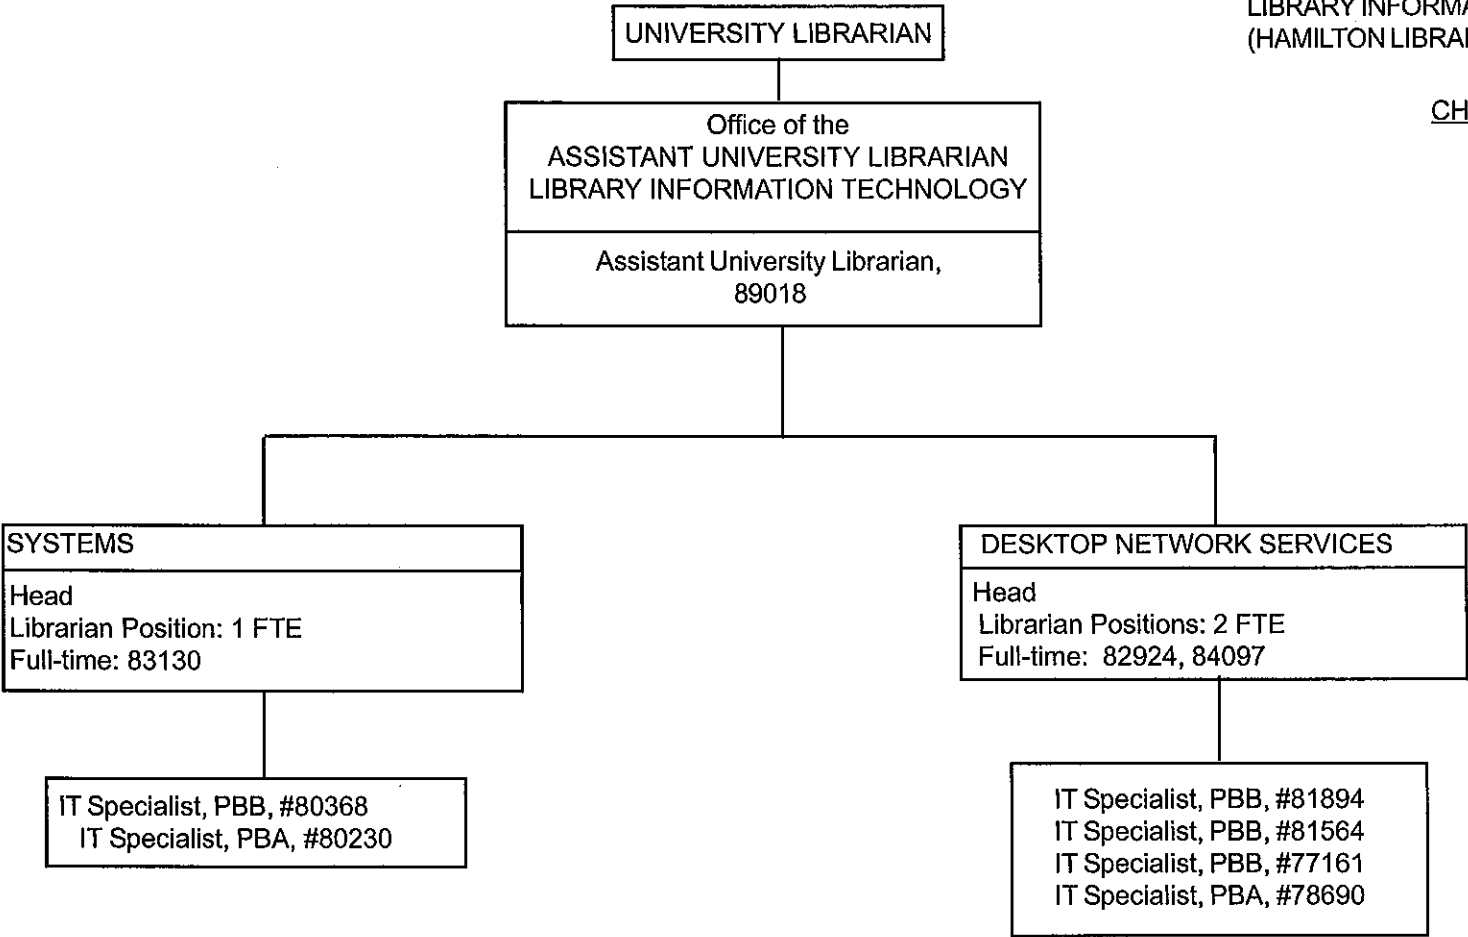 UNIVERSITY LIBRARIAN
(HAMILTON
Office of the
ASSISTANT UNIVERSITY LIBRARIAN
LIBRARY INFORMATION TECHNOLOGY
Assistant University Librarian,
89018
SYSTEMS
Head
Librarian Position: 1 FTE
Full-time: 83130
IT Specialist, PBB, #80368
IT Specialist, PBA, #80230
DESKTOP NETWORK SERVICES
Head
Librarian Positions: 2 FTE
Full-time: 82924, 84097
IT Specialist, PBB, #81894
IT Specialist, PBB, #81564
IT Specialist, PBB, #77161
IT Specialist, PBA, #78690